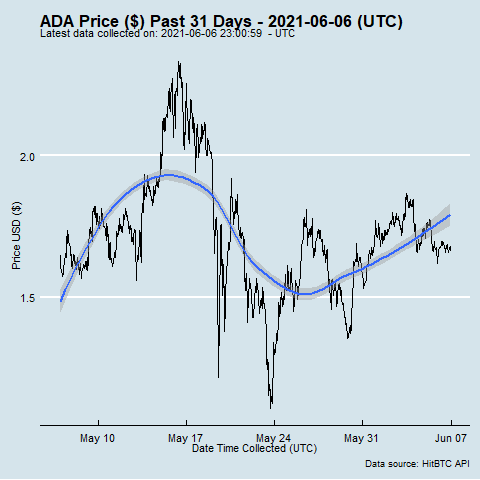 ADA Price ($) Past 31 Days - 2021-06-06 (UTC)
Latest data collected on: 2021-06-06 23:00:59 - UTC
Price USD ($)
2.0
1.5
May 10 May 17 May 24 May 31 Jun 07
Date Time Collected (UTC)
Data source: HitBTC API